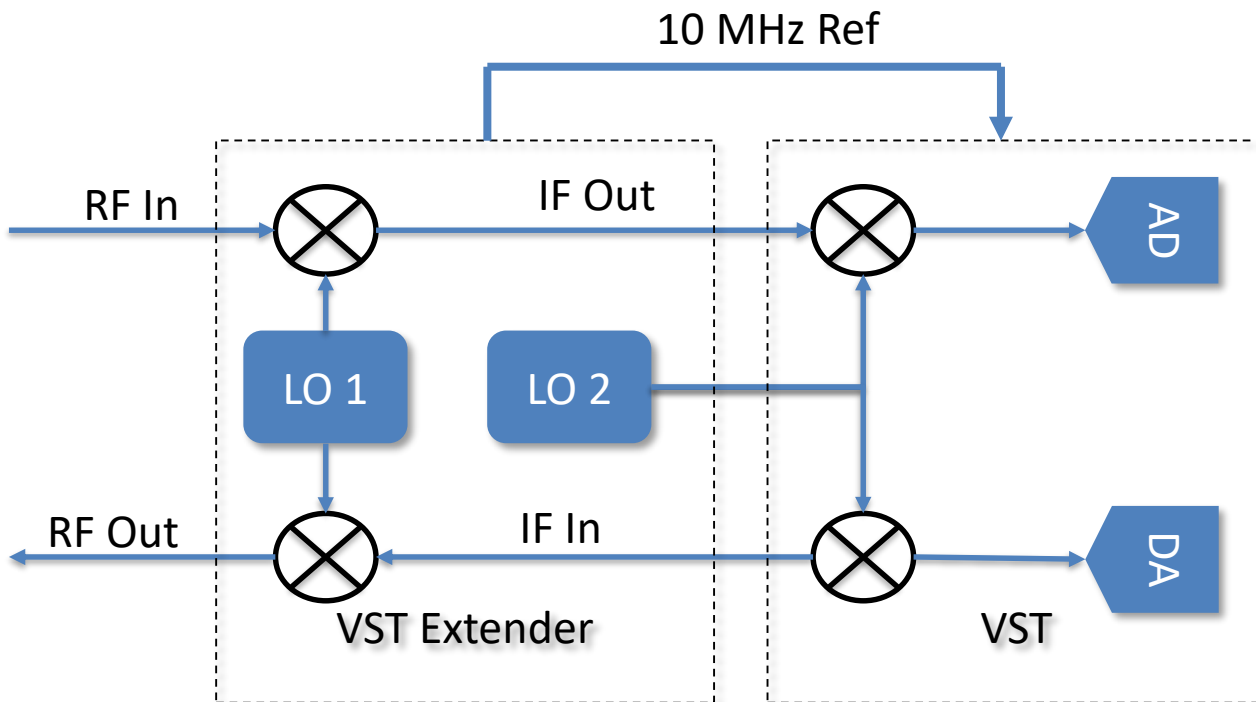 10 MHz Ref
RF In
IF Out
AD
LO 1
LO 2
RF Out
IF In
DA
VST Extender
VST